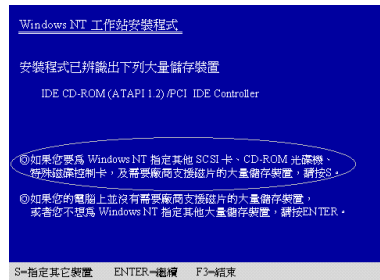 Windows NT 工作站安裝程式
安裝程式已辨識出下列大量儲存裝置
IDE CD-ROM (ATAPI 1.2) /PCI IDE Controller
◎如果您要爲 Windows NT 指定其他 SCSI 卡、CD-ROM 光碟機、
特殊磁碟控制卡，及需要廠商支援磁片的大量儲存裝置，請按S。
◎如果您的電腦上並沒有需要廠商支援磁片的大量儲存裝置，
或者您不想爲 Windows NT 指定其他大量儲存裝置，請按ENTER。
S=指定其它裝置 ENTER=繼續 F3=結束